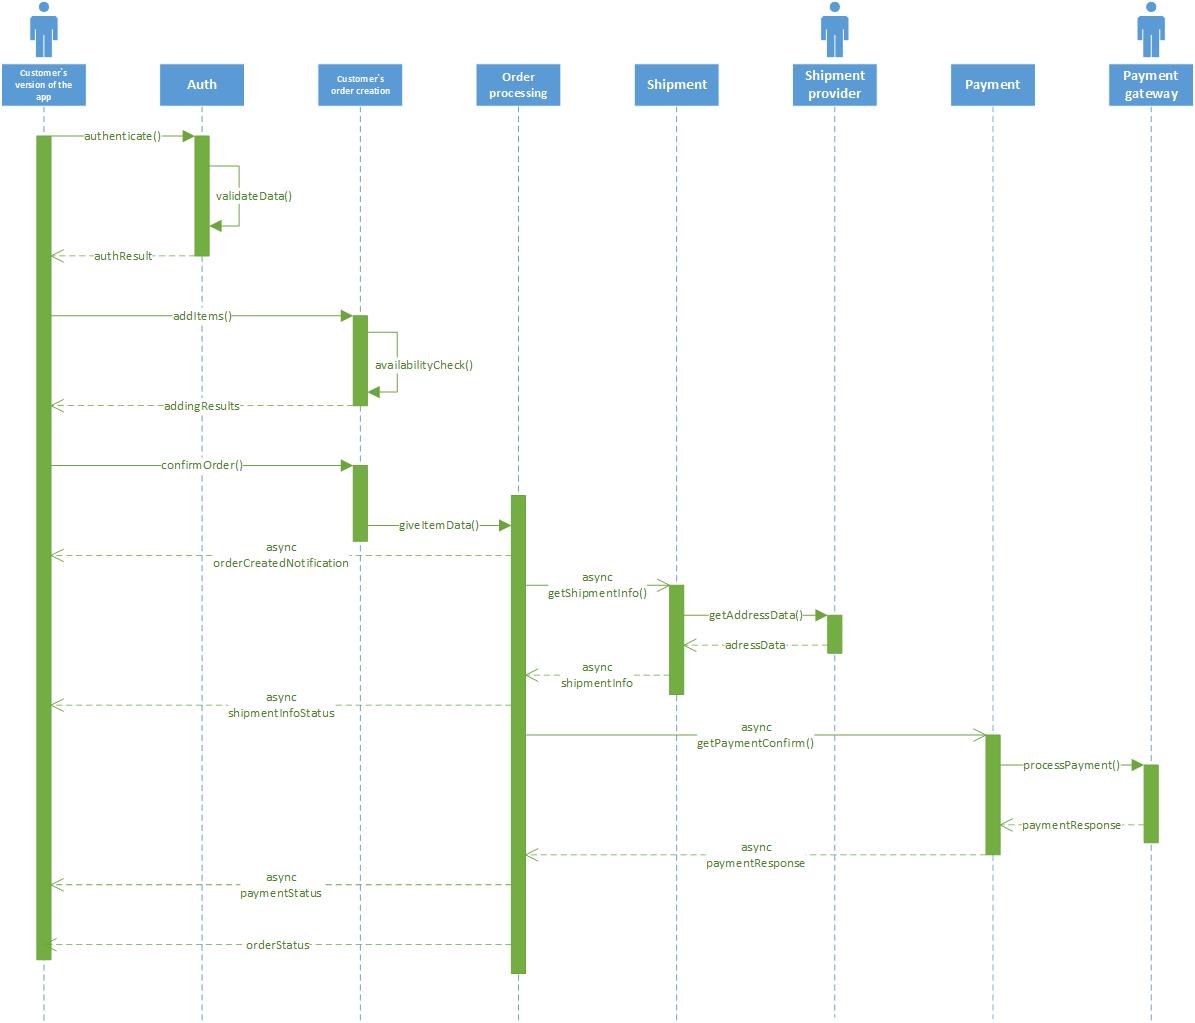 Customer`s
version of the
app
Auth
Customer`s
order creation
Order
processing
Shipment
Shipment
provider
Payment
Payment
gateway
authenticate()
validateData()
authResult
addItems()
availabilityCheck()
addingResults
confirmOrder()
giveItemData()
async
orderCreatedNotification
async
getShipmentInfo()
getAddressData()
adressData
async
shipmentInfo
async
shipmentInfoStatus
async
getPaymentConfirm()
processPayment()
paymentResponse
async
paymentResponse
async
paymentStatus
orderStatus